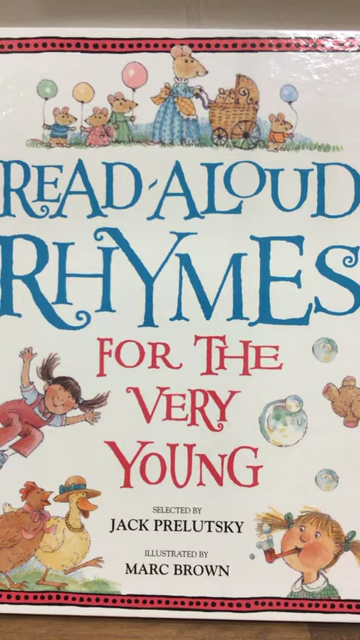 READ-ALOUD
RHYMES
FOR THE
VERY
YOUNG
SELECTED BY
JACK PRELUTSKY
ILLUSTRATED BY
MARC BROWN